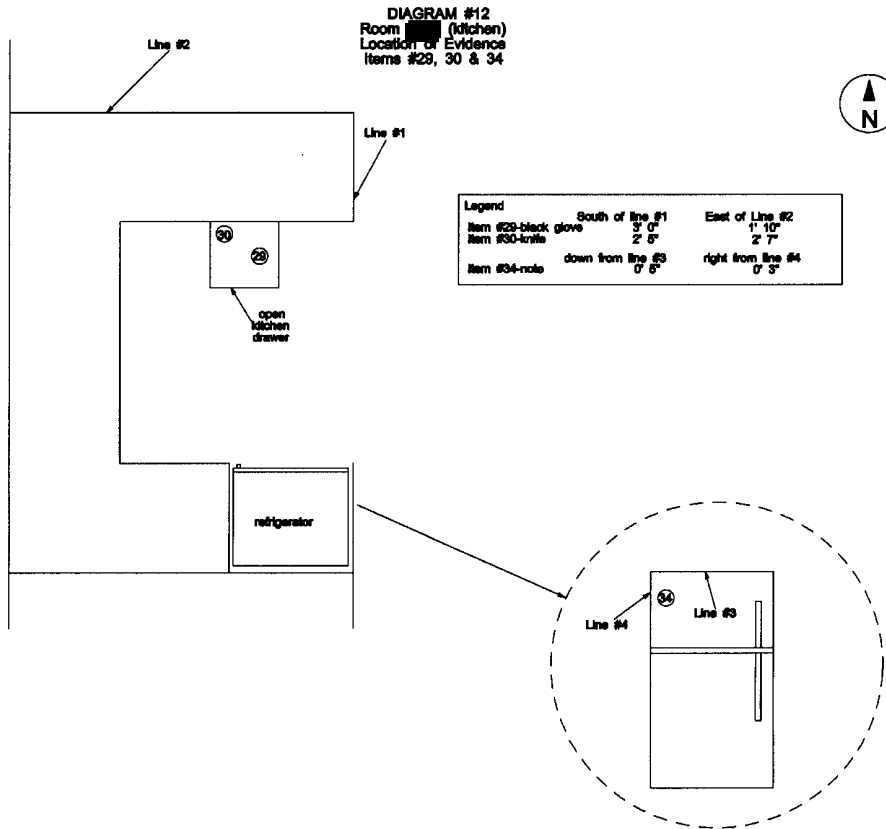 DIAGRAM #12
Room (kitchen)
Location of Evidence
Items #29, 30 & 34
Line #2
N
Line #1
Legend
South of line #1 East of Line #2
Item #29-black glove 3' 0" 1' 10"
Item #30-knife 2' 5" 2' 7"
down from line #3 right from line #4
Item #34-note 0' 5" 0' 3"
30
29
open
kitchen
drawer
refrigerator
34
Line #4
Line #3